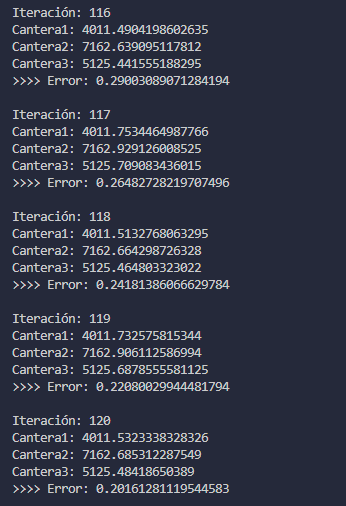 Iteración: 116
Cantera1: 4011.4904198602635
Cantera2: 7162.639095117812
Cantera3: 5125.441555188295
>>>> Error: 0.29003089071284194
Iteración: 117
Cantera1: 4011.7534464987766
Cantera2: 7162.929126008525
Cantera3: 5125.709083436015
>>>> Error: 0.26482728219707496
Iteración: 118
Cantera1: 4011.5132768063295
Cantera2: 7162.664298726328
Cantera3: 5125.464803323022
>>>> Error: 0.24181386066629784
Iteración: 119
Cantera1: 4011.732575815344
Cantera2: 7162.906112586994
Cantera3: 5125.6878555581125
>>>> Error: 0.22080029944481794
Iteración: 120
Cantera1: 4011.5323338328326
Cantera2: 7162.685312287549
Cantera3: 5125.48418650389
>>>> Error: 0.20161281119544583